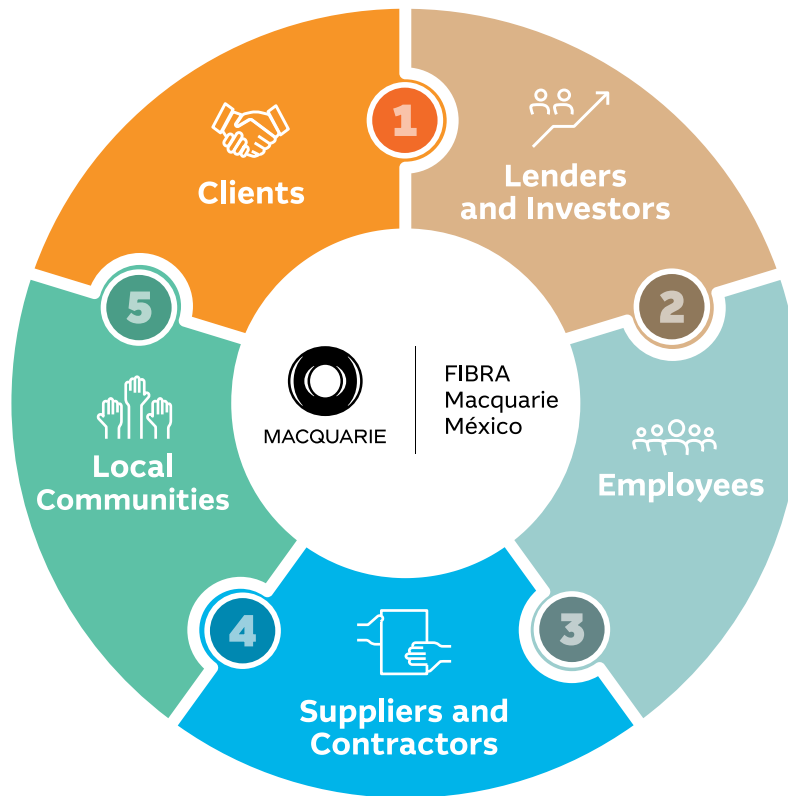 1
Clients
Lenders
and Investors
2
Employees
3
Suppliers and
Contractors
4
Local
Communities
5
MACQUARIE
FIBRA
Macquarie
México